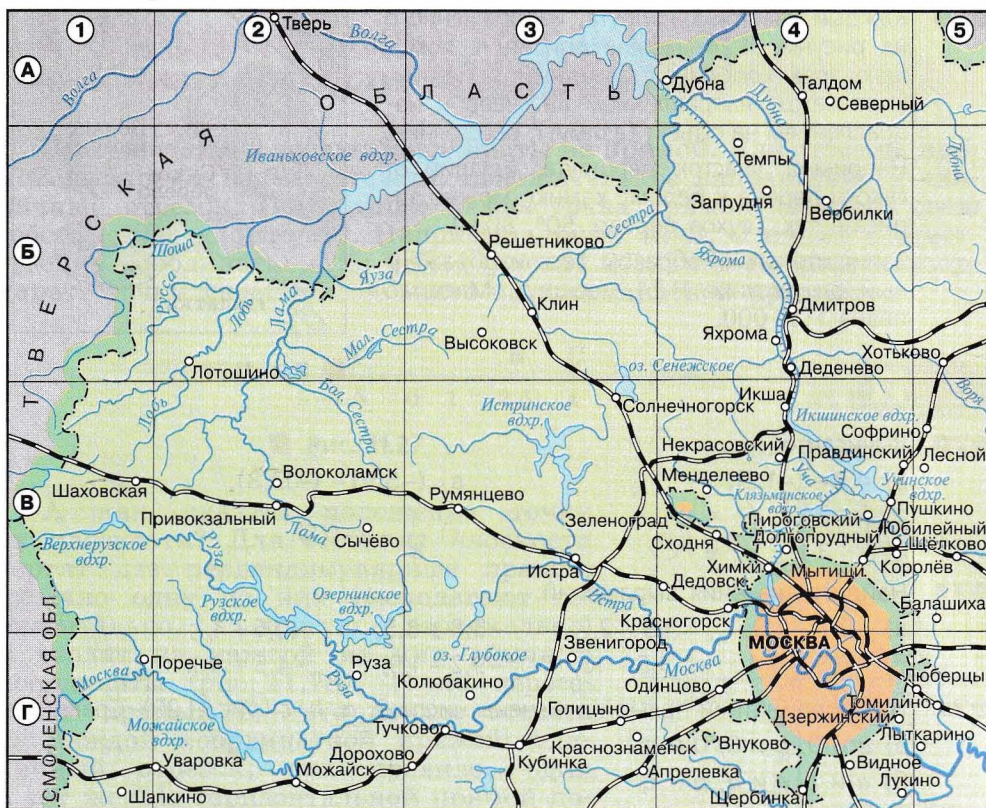 1
2
3
4
5
А
Б
В
Г
Тверь
Волга
Волга
ТВЕРСКАЯ ОБЛАСТЬ
Дубна
Дубна
Талдом
Северный
Иваньковское вдхр.
Темпы
Дубна
Запрудня
Вербилки
Шоша
Сестра
Решетниково
Яхрома
Русса
Лобь
Лама
Яуза
Клин
Дмитров
Мал. Сестра
Высоковск
Яхрома
Лотошино
оз. Сенежское
Деденево
Хотьково
Воря
Лобь
Бол. Сестра
Истринское
вдхр.
Солнечногорск
Икша
Икшинское вдхр.
Софрино
Некрасовский
Правдинский
Лесной
Волоколамск
Менделеево
Уча
Шаховская
Румянцево
Клязьминское
вдхр.
Учинское
вдхр.
Пушкино
Привокзальный
Зеленоград
Пироговский
Юбилейный
Лама
Сычёво
Сходня
Долгопрудный
Щёлково
Верхнерузское
вдхр.
Руза
Истра
Химки
Мытищи
Королёв
Дедовск
Рузское
вдхр.
Озернинское
вдхр.
Истра
Красногорск
Балашиха
СМОЛЕНСКАЯ ОБЛ.
оз. Глубокое
Звенигород
МОСКВА
Поречье
Руза
Москва
Москва
Руза
Колюбакино
Одинцово
Люберцы
Голицыно
Томилино
Можайское
вдхр.
Тучково
Дзержинский
Краснознаменск
Внуково
Лыткарино
Уваровка
Дорохово
Кубинка
Видное
Можайск
Апрелевка
Лукино
Шапкино
Щербинка